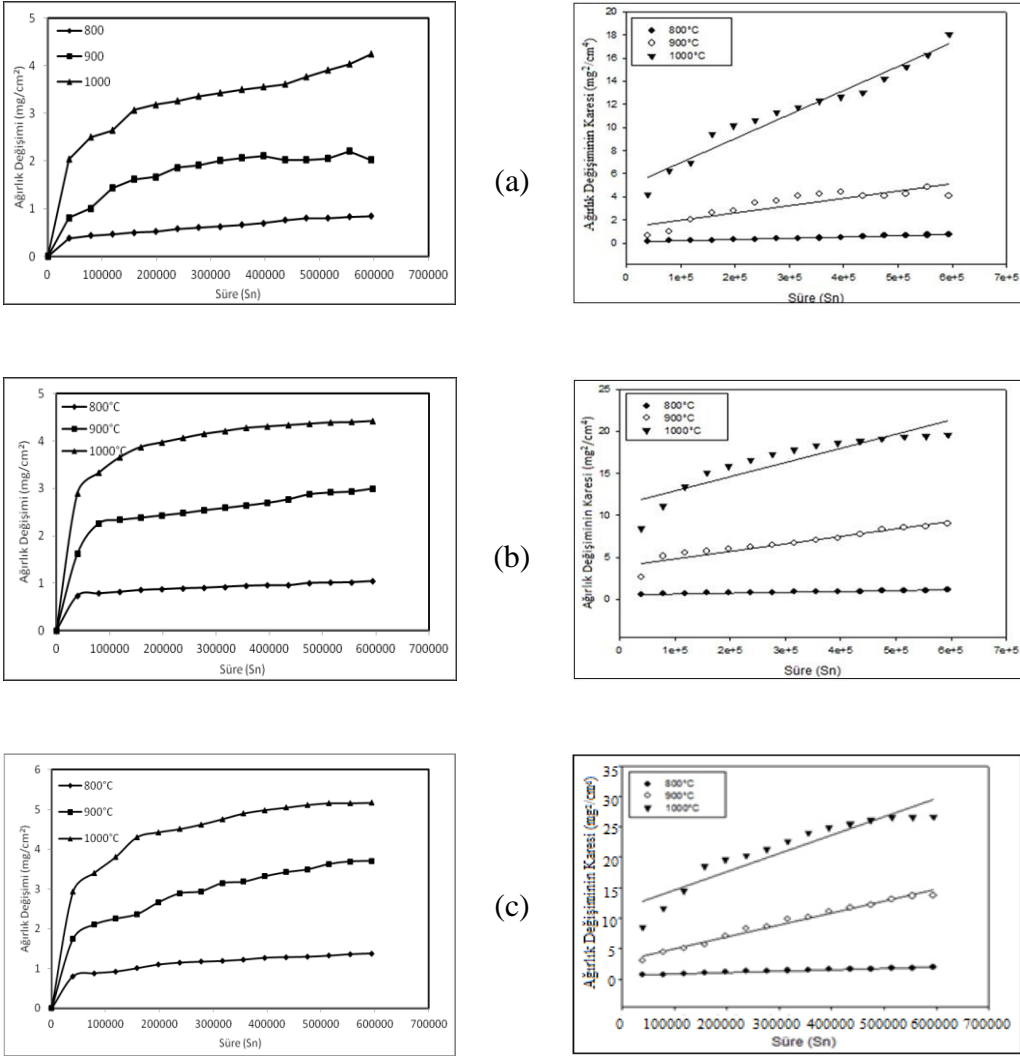 Ağırlık Değişimi (mg/cm²)
5
4
3
2
1
0
800
900
1000
0 100000 200000 300000 400000 500000 600000 700000
Süre (Sn)
(a)
Ağırlık Değişiminin Karesi (mg²/cm⁴)
20
18
16
14
12
10
8
6
4
2
0
800°C
900°C
1000°C
0 1e+5 2e+5 3e+5 4e+5 5e+5 6e+5 7e+5
Süre (Sn)
Ağırlık Değişimi (mg/cm²)
5
4
3
2
1
0
800°C
900°C
1000°C
0 100000 200000 300000 400000 500000 600000 700000
Süre (Sn)
(b)
Ağırlık Değişiminin Karesi (mg²/cm⁴)
25
20
15
10
5
0
800°C
900°C
1000°C
0 1e+5 2e+5 3e+5 4e+5 5e+5 6e+5 7e+5
Süre (Sn)
Ağırlık Değişimi (mg/cm²)
6
5
4
3
2
1
0
800°C
900°C
1000°C
0 100000 200000 300000 400000 500000 600000 700000
Süre (Sn)
(c)
Ağırlık Değişiminin Karesi (mg²/cm⁴)
35
30
25
20
15
10
5
0
800°C
900°C
1000°C
0 100000 200000 300000 400000 500000 600000 700000
Süre (Sn)